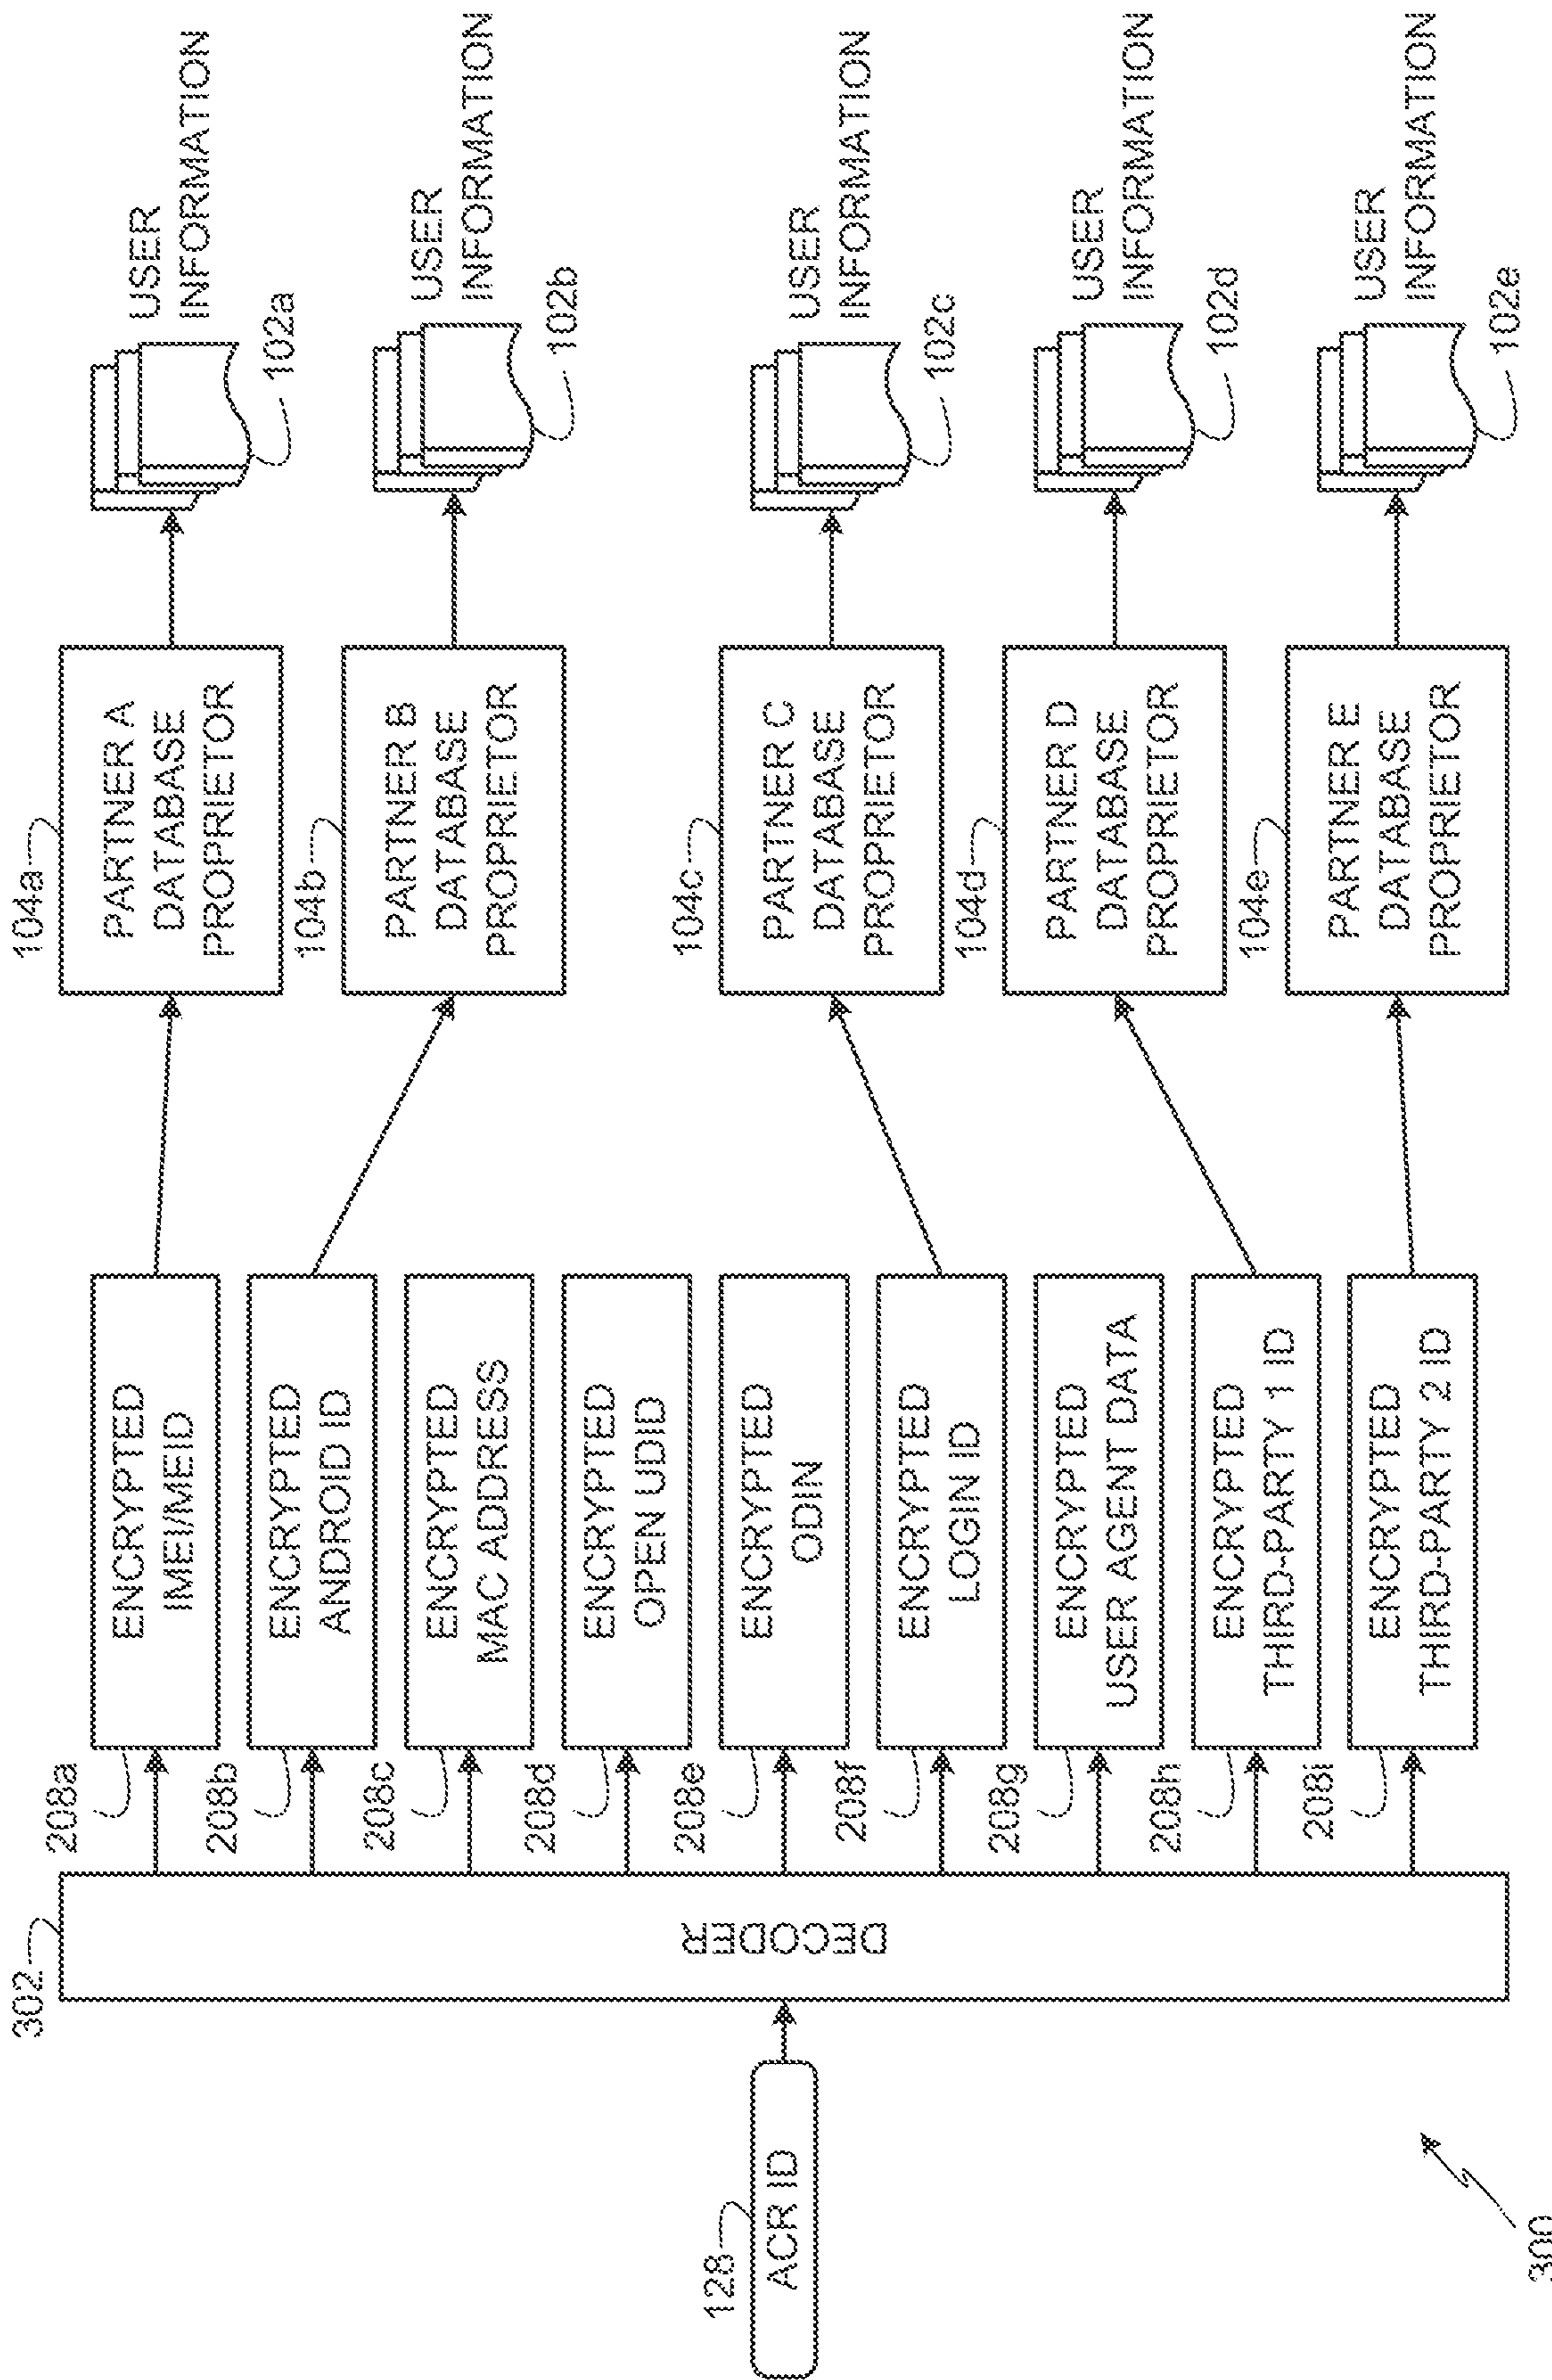 300
128
ACR ID
302
DECODER
208a
ENCRYPTED
IMEI/MEID
208b
ENCRYPTED
ANDROID ID
208c
ENCRYPTED
MAC ADDRESS
208d
ENCRYPTED
OPEN UDID
208e
ENCRYPTED
ODIN
208f
ENCRYPTED
LOGIN ID
208g
ENCRYPTED
USER AGENT DATA
208h
ENCRYPTED
THIRD-PARTY 1 ID
208i
ENCRYPTED
THIRD-PARTY 2 ID
104a
PARTNER A
DATABASE
PROPRIETOR
104b
PARTNER B
DATABASE
PROPRIETOR
104c
PARTNER C
DATABASE
PROPRIETOR
104d
PARTNER D
DATABASE
PROPRIETOR
104e
PARTNER E
DATABASE
PROPRIETOR
USER
INFORMATION
102a
USER
INFORMATION
102b
USER
INFORMATION
102c
USER
INFORMATION
102d
USER
INFORMATION
102e